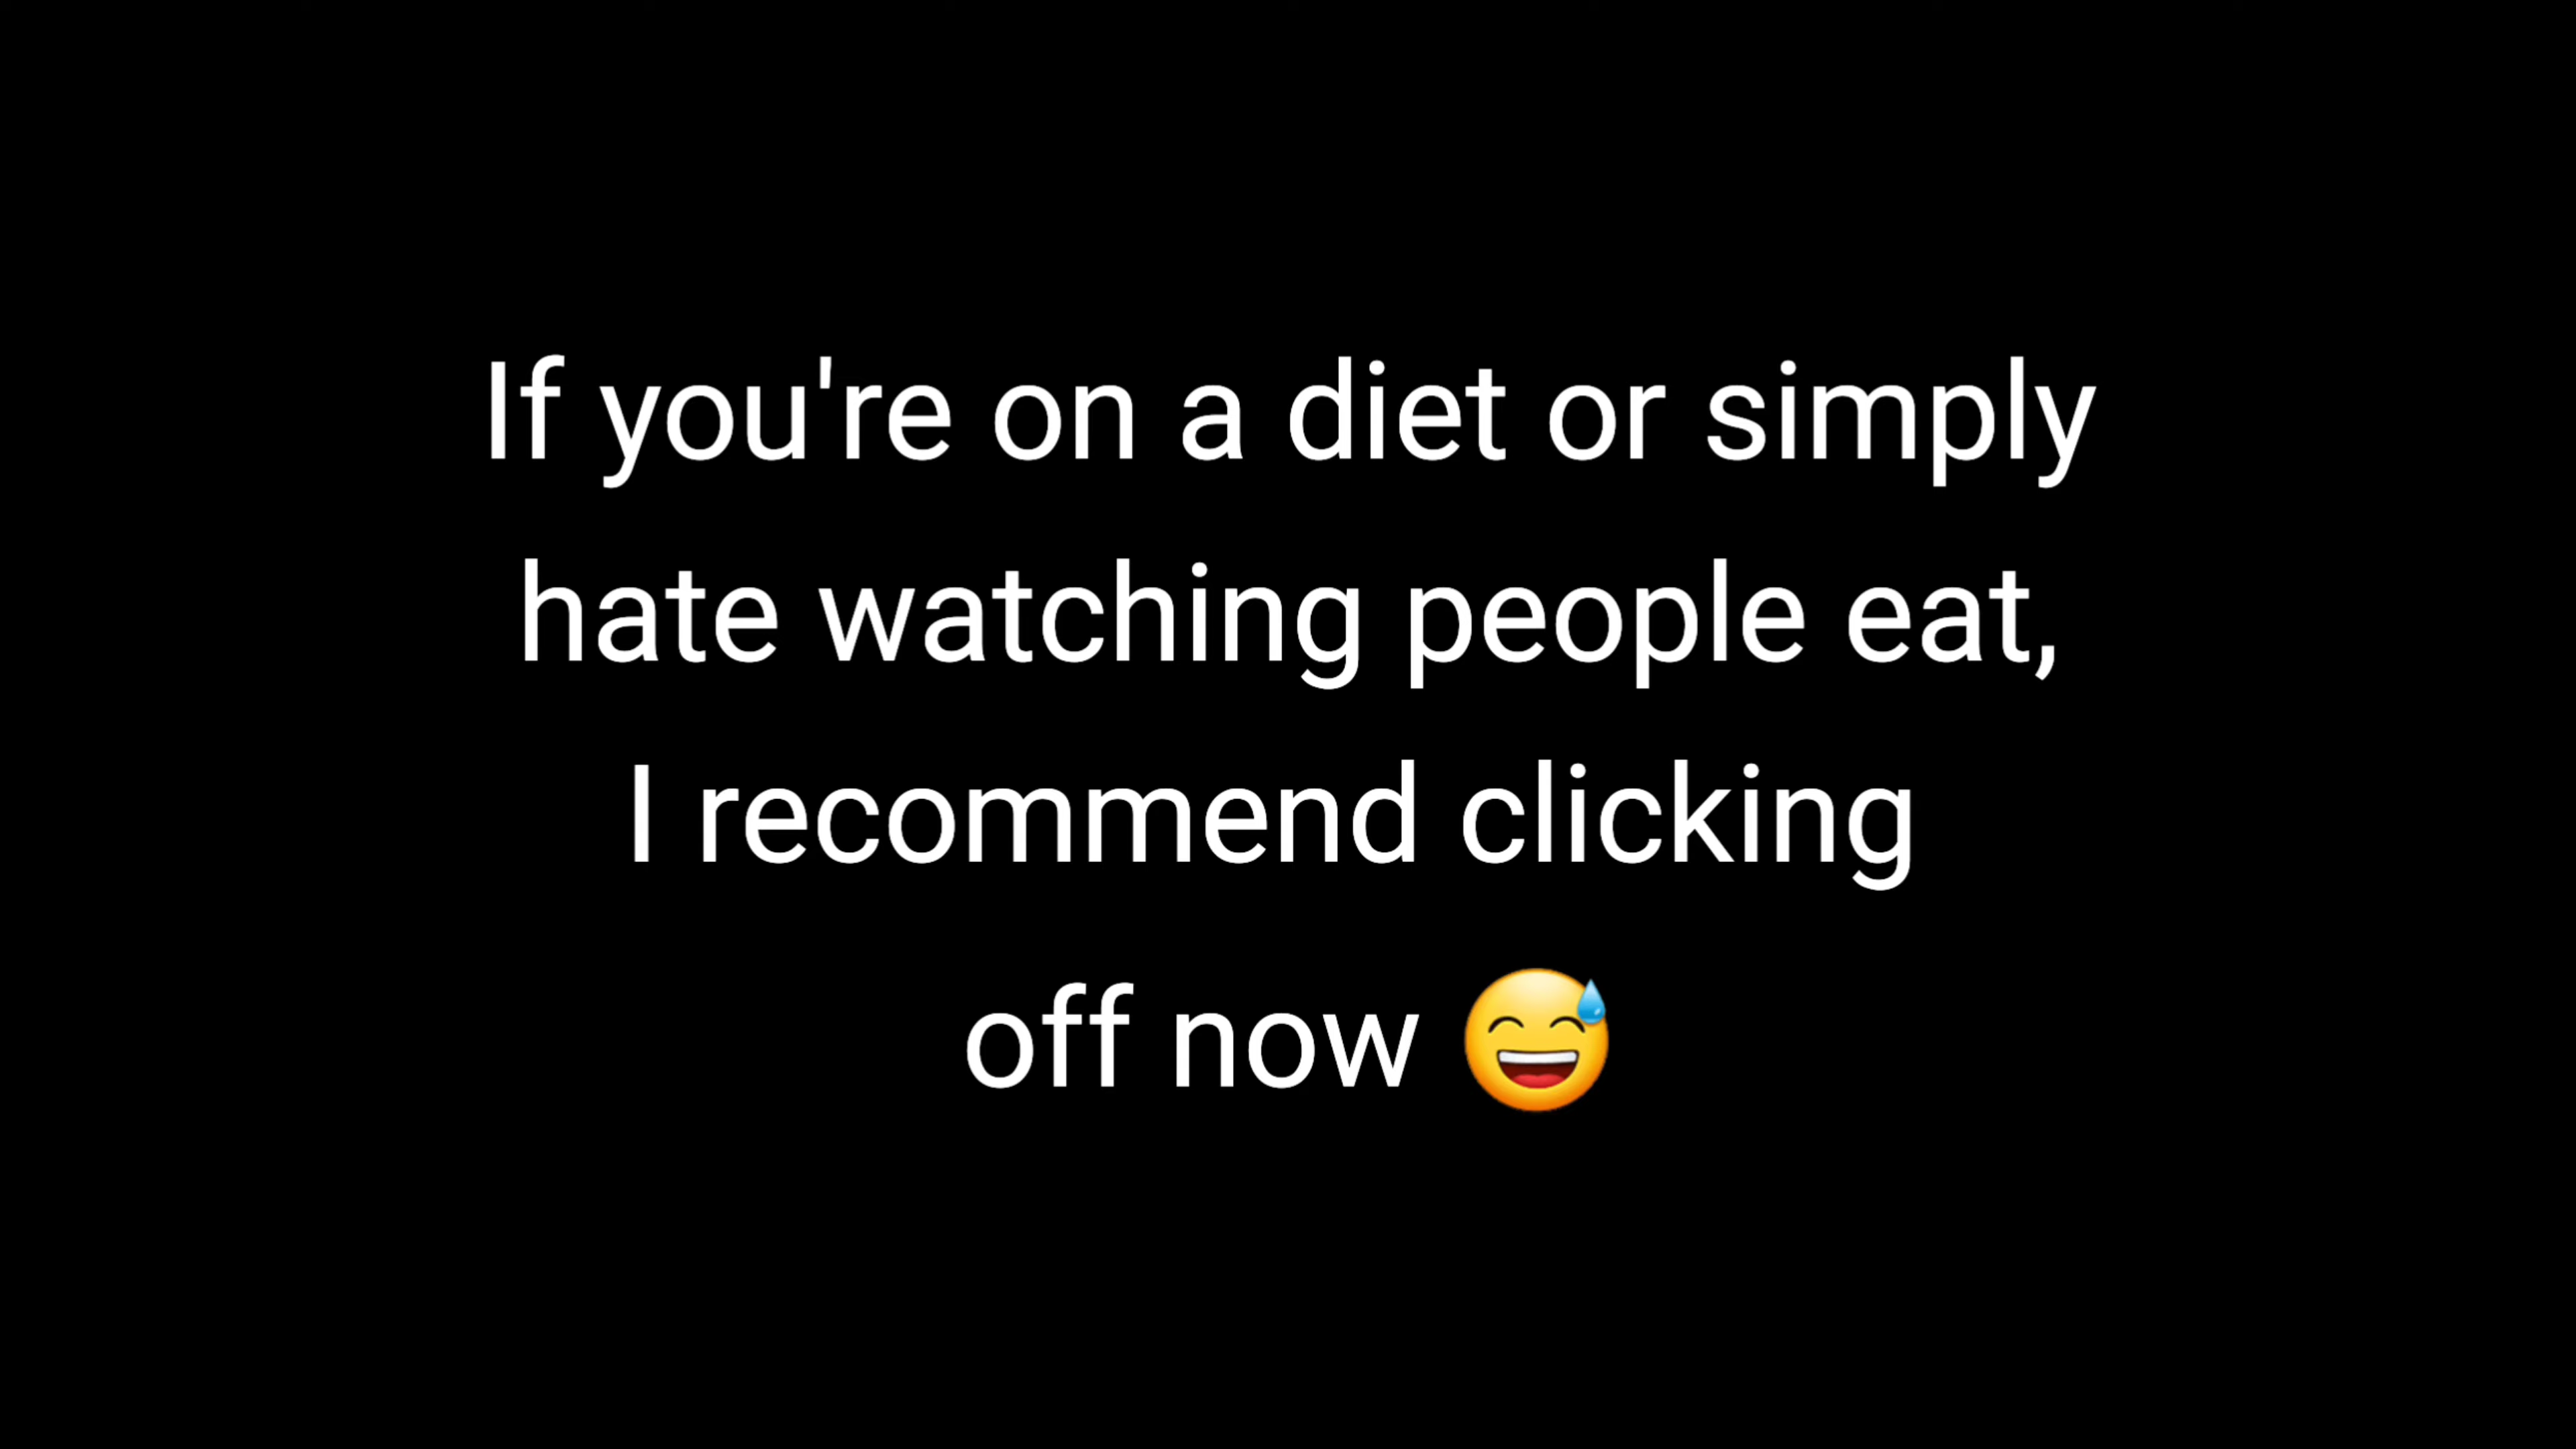 If you're on a diet or simply
hate watching people eat,
I recommend clicking
off now 😅